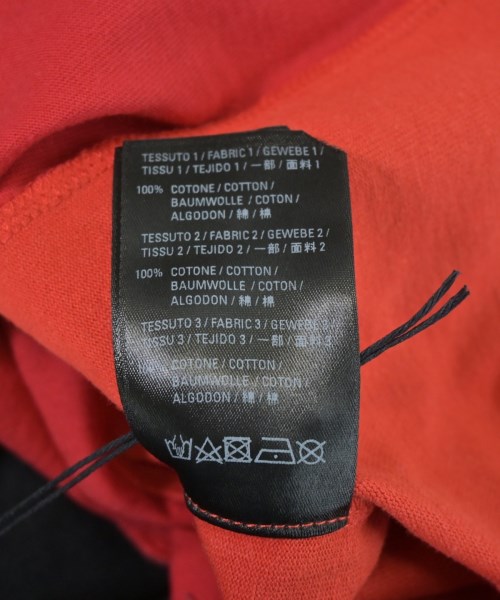 TESSUTO 1 / FABRIC 1 / GEWEBE 1 /
TISSU 1 / TEJIDO 1 / 一部 / 面料 1
100% COTONE / COTTON /
BAUMWOLLE / COTON /
ALGODON / 綿 / 棉
TESSUTO 2 / FABRIC 2 / GEWEBE 2 /
TISSU 2 / TEJIDO 2 / 一部 / 面料 2
100% COTONE / COTTON /
BAUMWOLLE / COTON /
ALGODON / 綿 / 棉
TESSUTO 3 / FABRIC 3 / GEWEBE 3 /
TISSU 3 / TEJIDO 3 / 一部 / 面料 3
100% COTONE / COTTON /
BAUMWOLLE / COTON /
ALGODON / 綿 / 棉